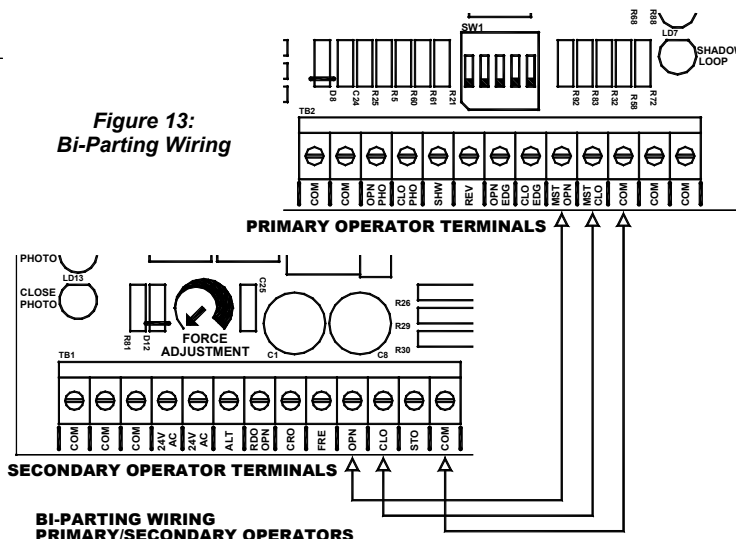 R68
R88
LD7
SHADOW
LOOP
SW1
D8
C24
R25
R5
R60
R61
R21
R92
R83
R32
R58
R72
Figure 13:
Bi-Parting Wiring
TB2
COM
COM
OPN PHO
CLO PHO
SHW
REV
OPN EDG
CLO EDG
MST OPN
MST CLO
COM
COM
COM
PRIMARY OPERATOR TERMINALS
PHOTO
LD13
CLOSE
PHOTO
R81
D12
C25
FORCE
ADJUSTMENT
C1
C8
R26
R29
R30
TB1
COM
COM
COM
24V AC
24V AC
ALT
RDO OPN
CRO
FRE
OPN
CLO
STO
COM
SECONDARY OPERATOR TERMINALS
BI-PARTING WIRING
PRIMARY/SECONDARY OPERATORS